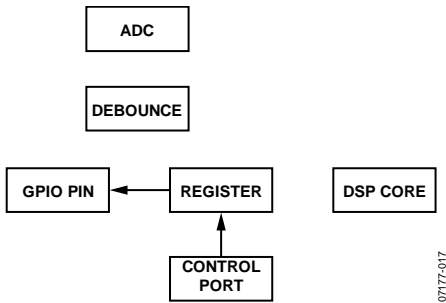 ADC
DEBOUNCE
GPIO PIN
REGISTER
DSP CORE
CONTROL
PORT
07177-017